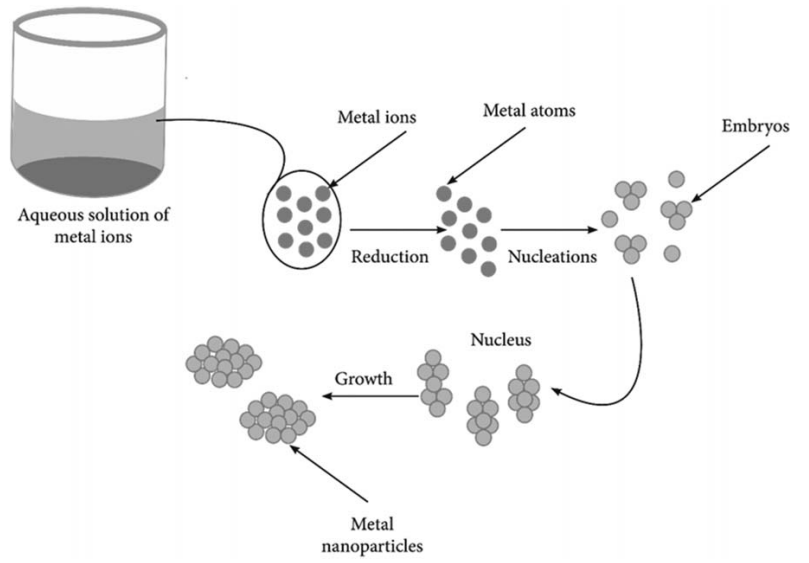 Metal ions
Metal atoms
Embryos
Aqueous solution of
metal ions
Reduction
Nucleations
Nucleus
Growth
Metal
nanoparticles